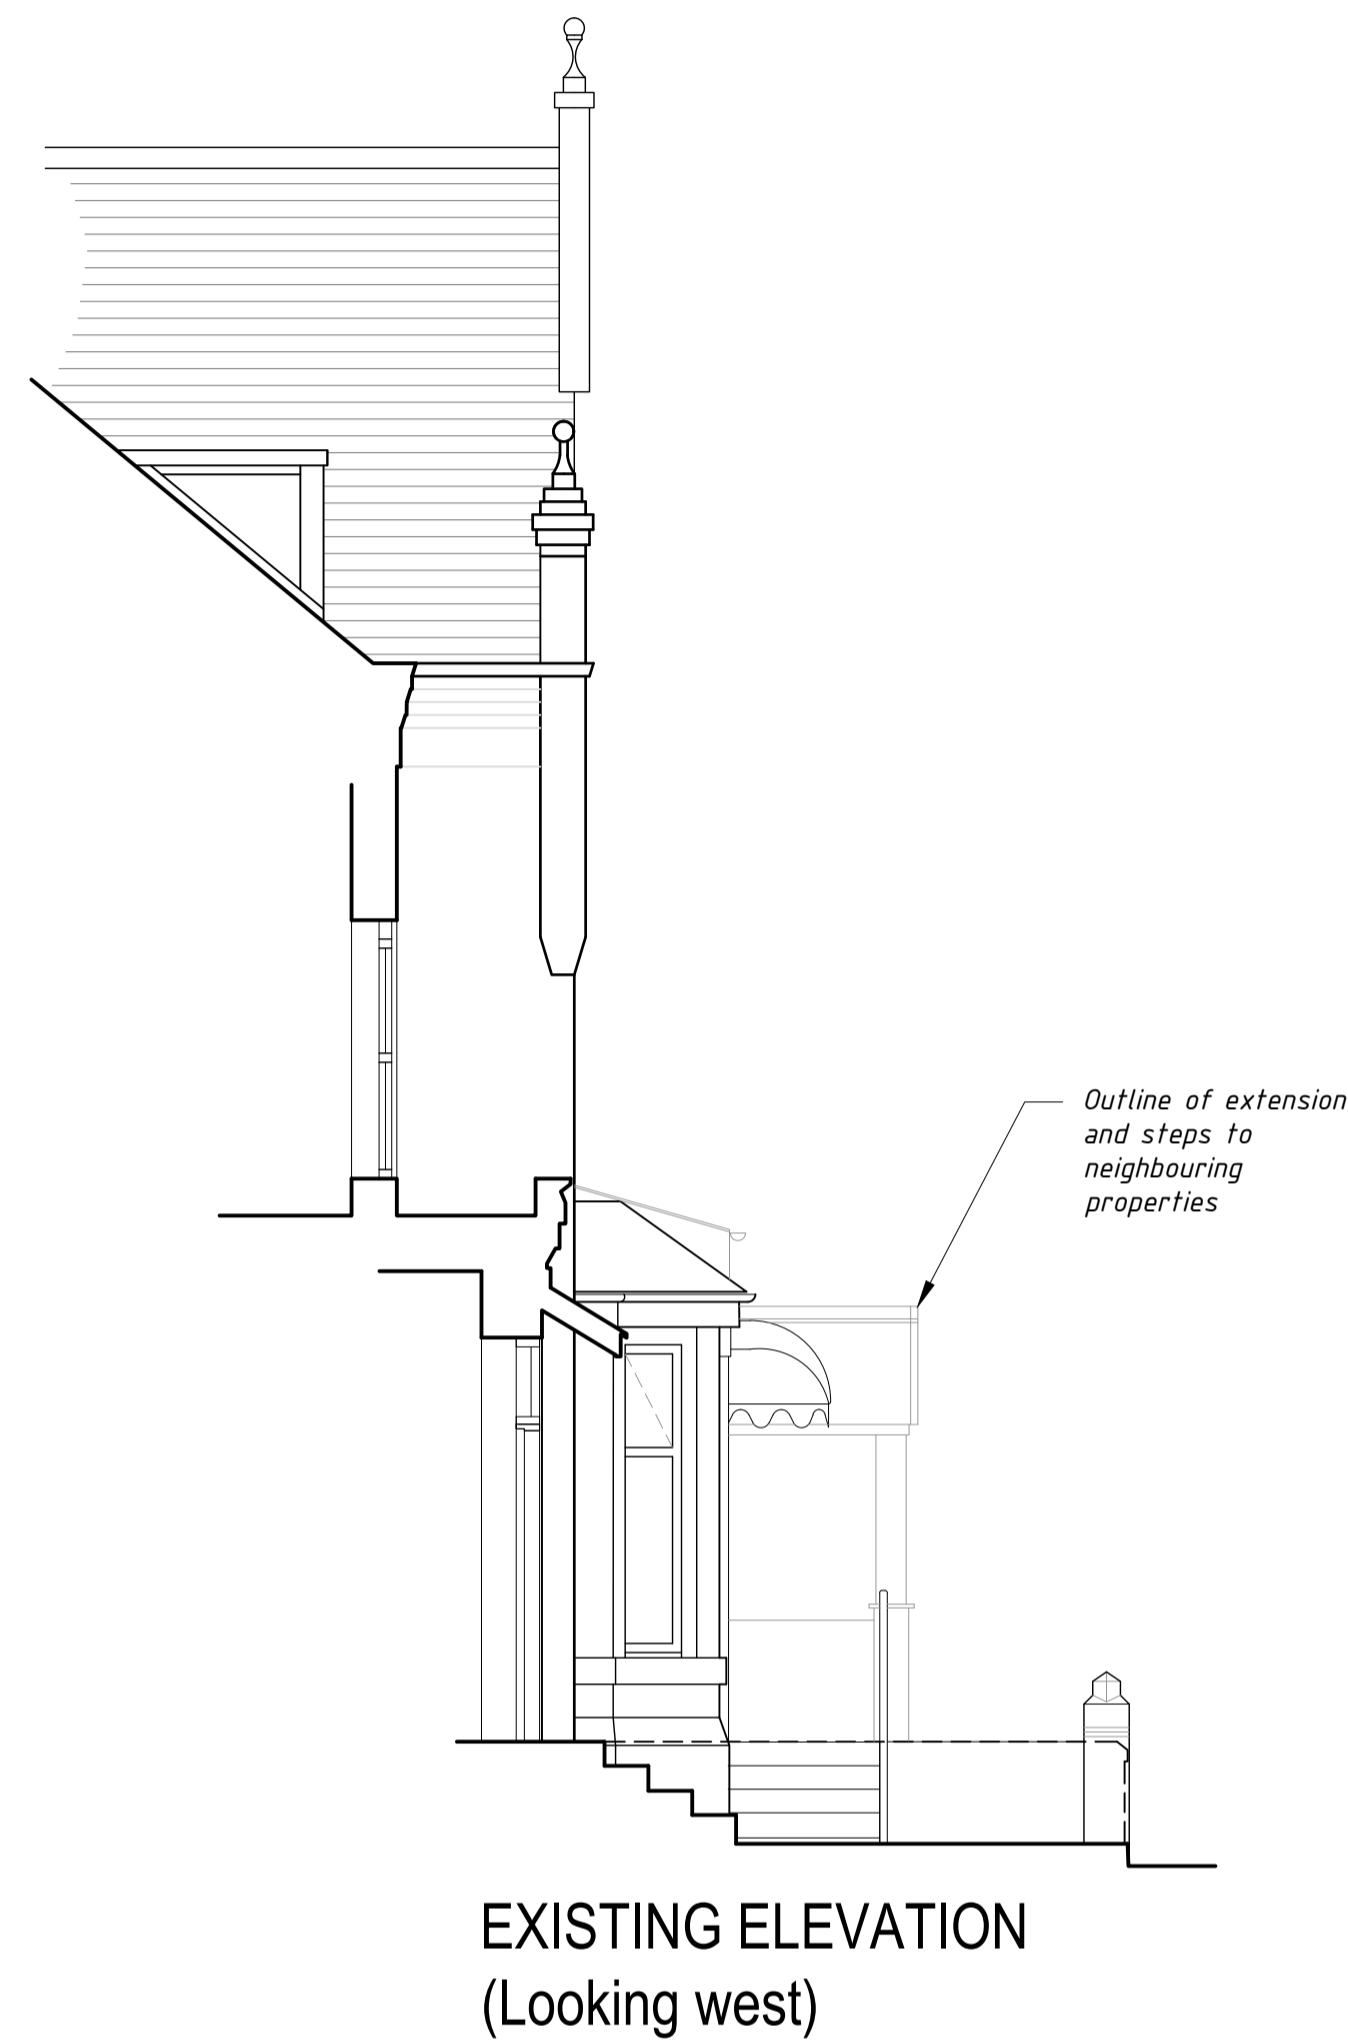 Outline of extension
and steps to
neighbouring
properties
EXISTING ELEVATION
(Looking west)